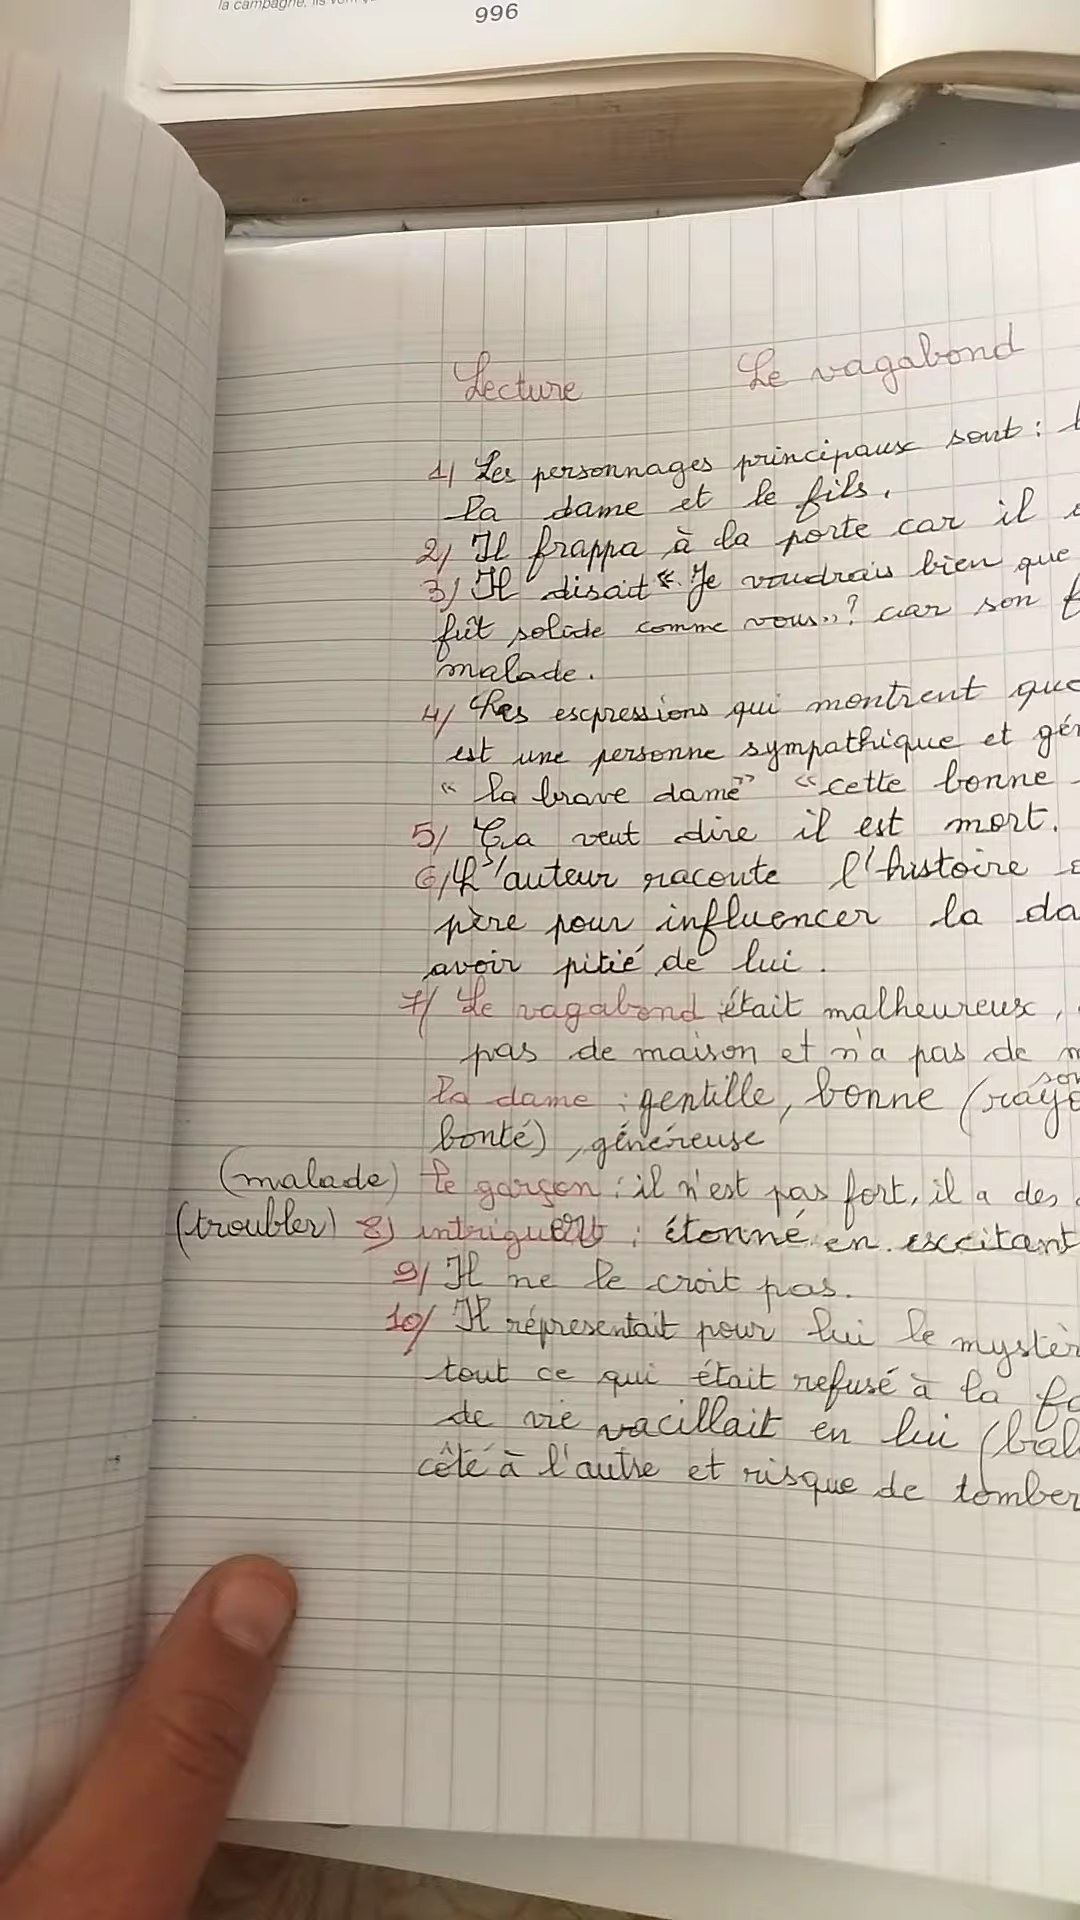 la campagne, ils
996
Lecture Le vagabond
1/ Les personnages principaux sont :
la dame et le fils.
2/ Il frappa à la porte car il
3/ Il disait « Je voudrais bien que
fût solide comme vous »? car son
malade.
4/ Les expressions qui montrent que
est une personne sympathique et
" la brave dame" " cette bonne
5/ Ça veut dire il est mort.
6/ L'auteur raconte l'histoire
père pour influencer la
avoir pitié de lui.
7/ Le vagabond était malheureux,
pas de maison et n'a pas de
son
la dame : gentille, bonne (
bonté), généreuse
(malade) le garçon : il n'est pas fort, il a des
(troubler) 8) : étonné en excitant
9/ Il ne le croit pas.
10/ Il réprésentait pour lui le
tout ce qui était refusé à la
de vie vacillait en lui (
côté à l'autre et risque de tomber